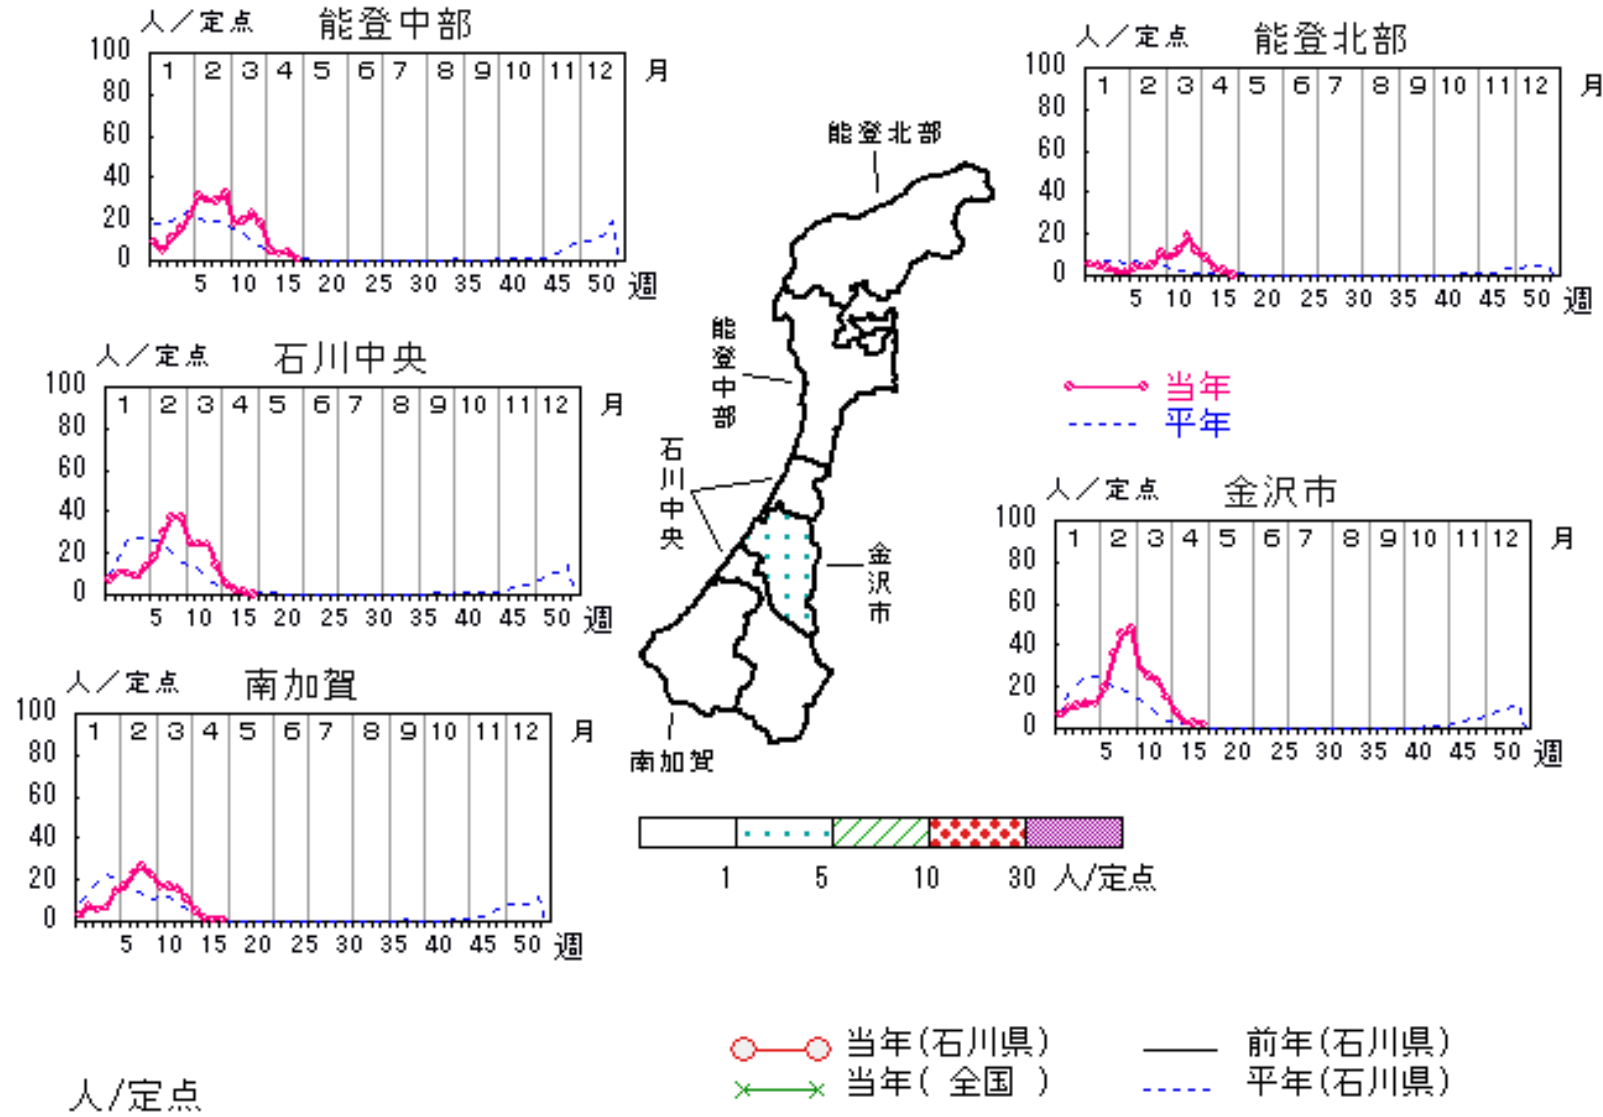 人／定点 能登中部
100
80
60
40
20
0
1 2 3 4 5 6 7 8 9 10 11 12 月
5 10 15 20 25 30 35 40 45 50 週
人／定点 能登北部
100
80
60
40
20
0
1 2 3 4 5 6 7 8 9 10 11 12 月
5 10 15 20 25 30 35 40 45 50 週
能登北部
能登中部
石川中央
金沢市
南加賀
人／定点 石川中央
100
80
60
40
20
0
1 2 3 4 5 6 7 8 9 10 11 12 月
5 10 15 20 25 30 35 40 45 50 週
当年
平年
人／定点 金沢市
100
80
60
40
20
0
1 2 3 4 5 6 7 8 9 10 11 12 月
5 10 15 20 25 30 35 40 45 50 週
人／定点 南加賀
100
80
60
40
20
0
1 2 3 4 5 6 7 8 9 10 11 12 月
5 10 15 20 25 30 35 40 45 50 週
1 5 10 30 人/定点
当年(石川県) 前年(石川県)
当年( 全国 ) 平年(石川県)
人/定点